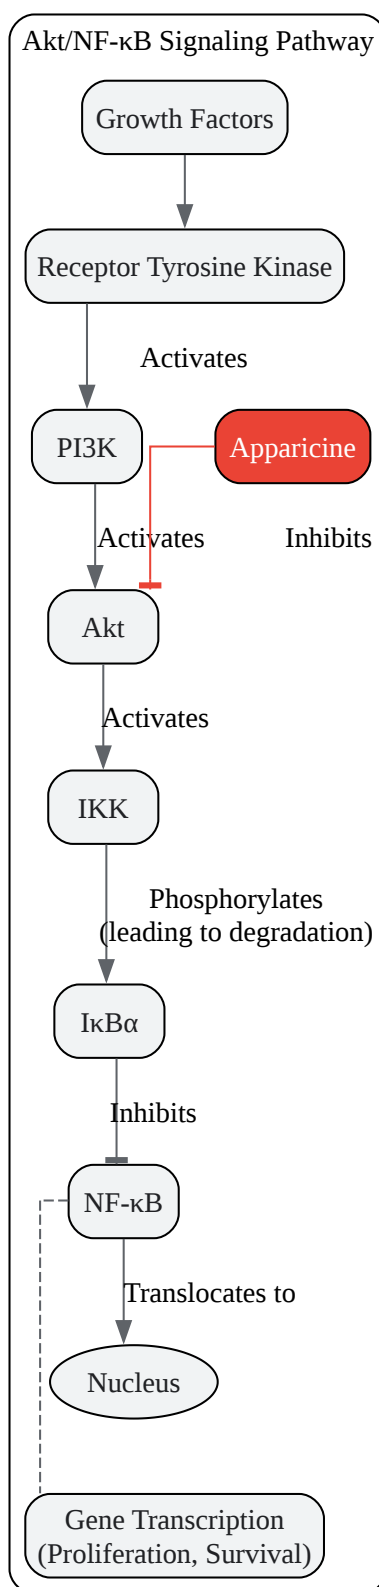 Akt/NF-κB Signaling Pathway
Growth Factors
Receptor Tyrosine Kinase
Activates
PI3K
Apparicine
Activates
Inhibits
Akt
Activates
IKK
Phosphorylates
(leading to degradation)
IκBα
Inhibits
NF-κB
Translocates to
Nucleus
Gene Transcription
(Proliferation, Survival)